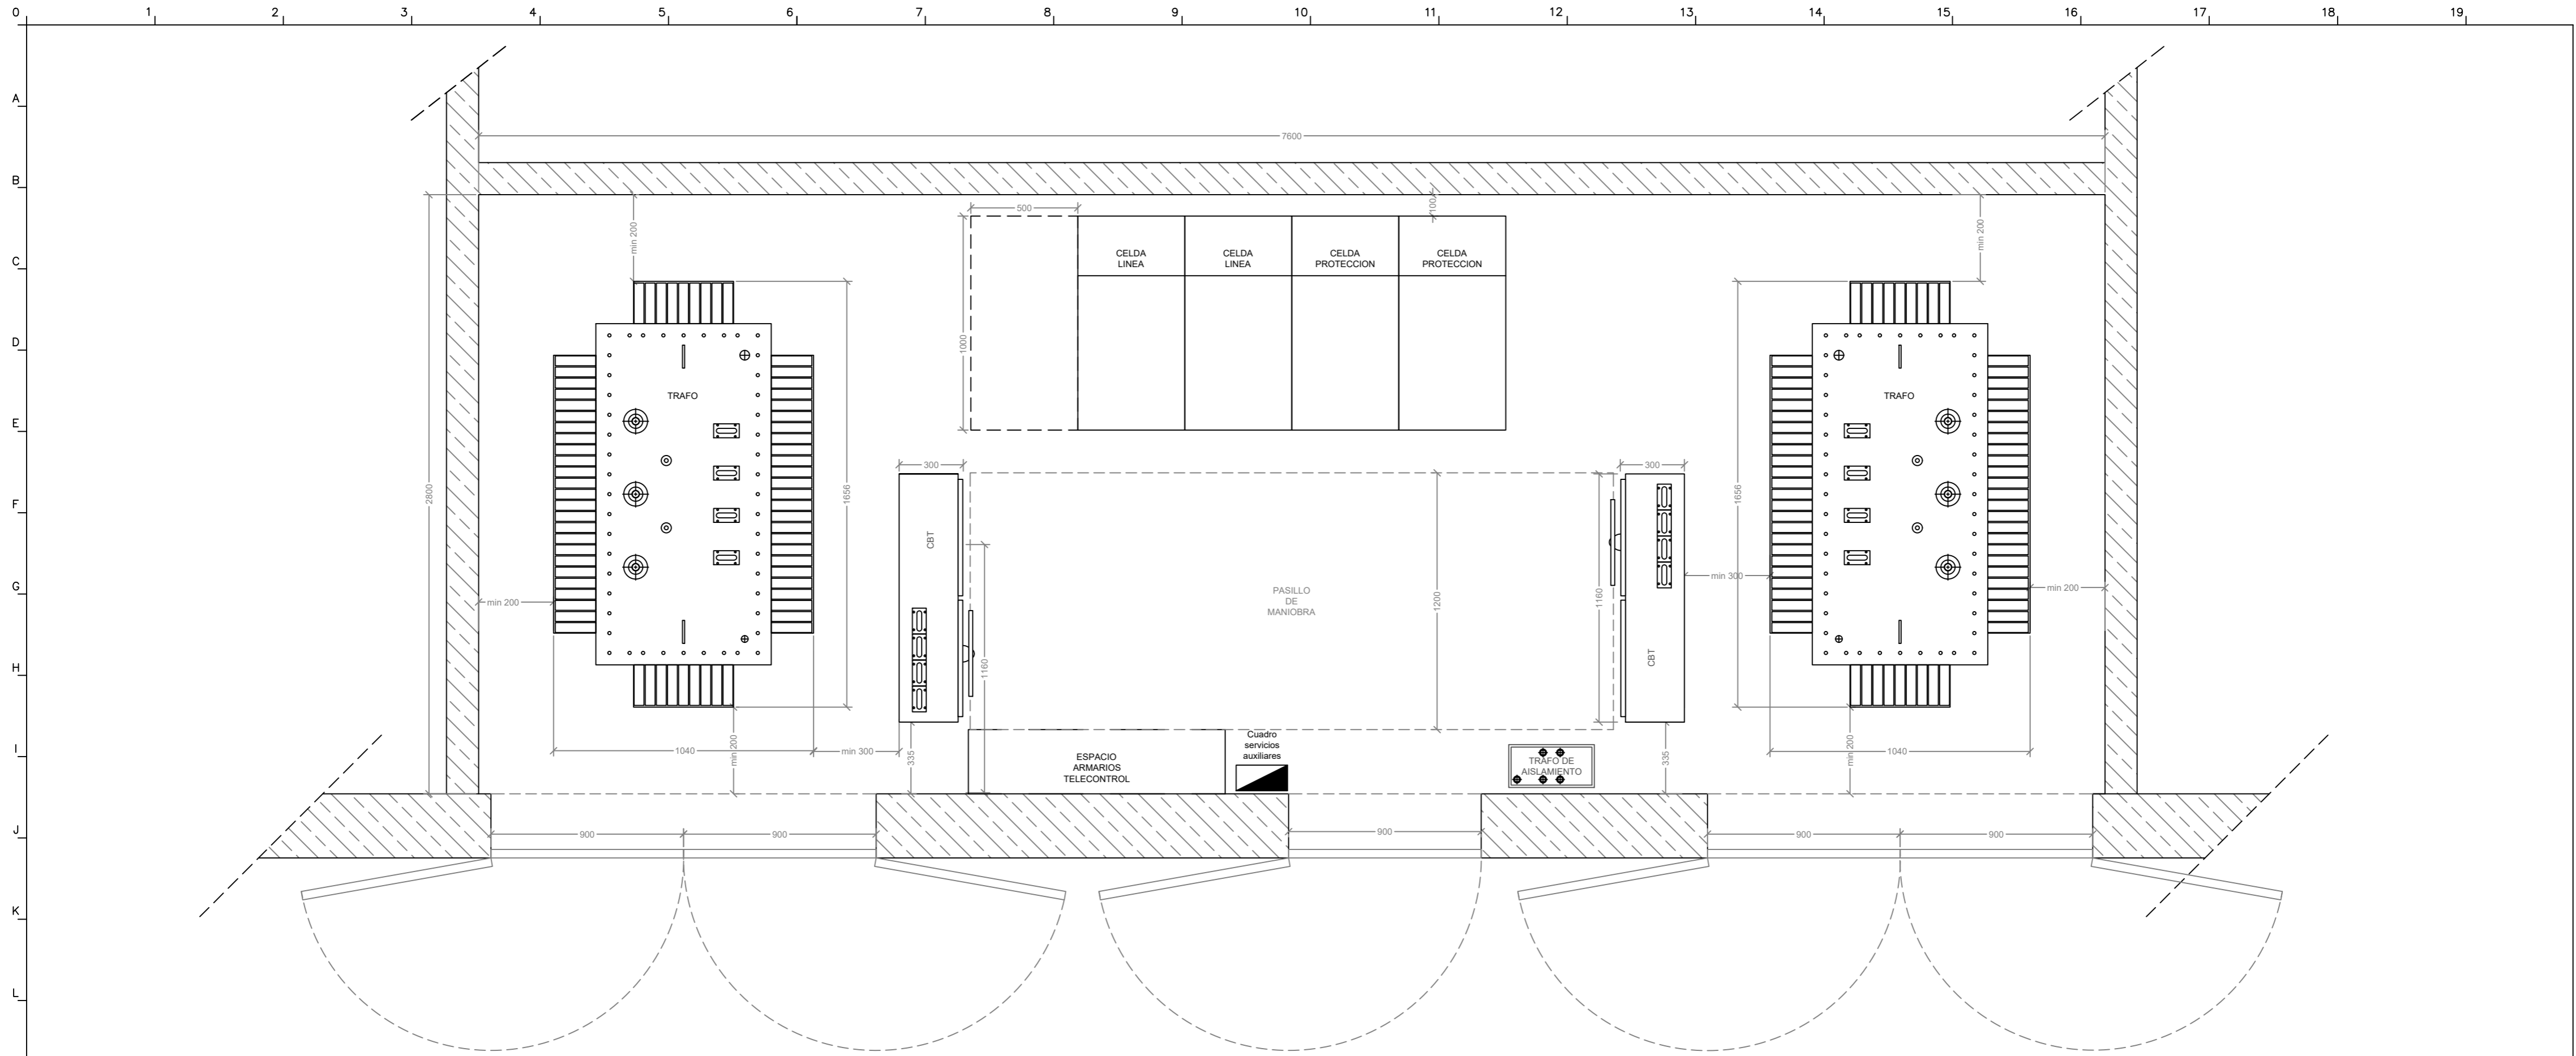 0 1 2 3 4 5 6 7 8 9 10 11 12 13 14 15 16 17 18 19
A
7600
B
500
100
min 200
min 200
C
CELDA
LINEA
CELDA
LINEA
CELDA
PROTECCION
CELDA
PROTECCION
D
1000
TRAFO
TRAFO
E
300
300
2800
1656
1656
F
CBT
G
min 200
PASILLO
DE
MANIOBRA
1200
1160
min 300
min 200
H
1160
CBT
I
1040
min 200
min 300
335
ESPACIO
ARMARIOS
TELECONTROL
Cuadro
servicios
auxiliares
TRAFO DE
AISLAMIENTO
335
min 200
1040
J
900
900
900
900
900
K
L